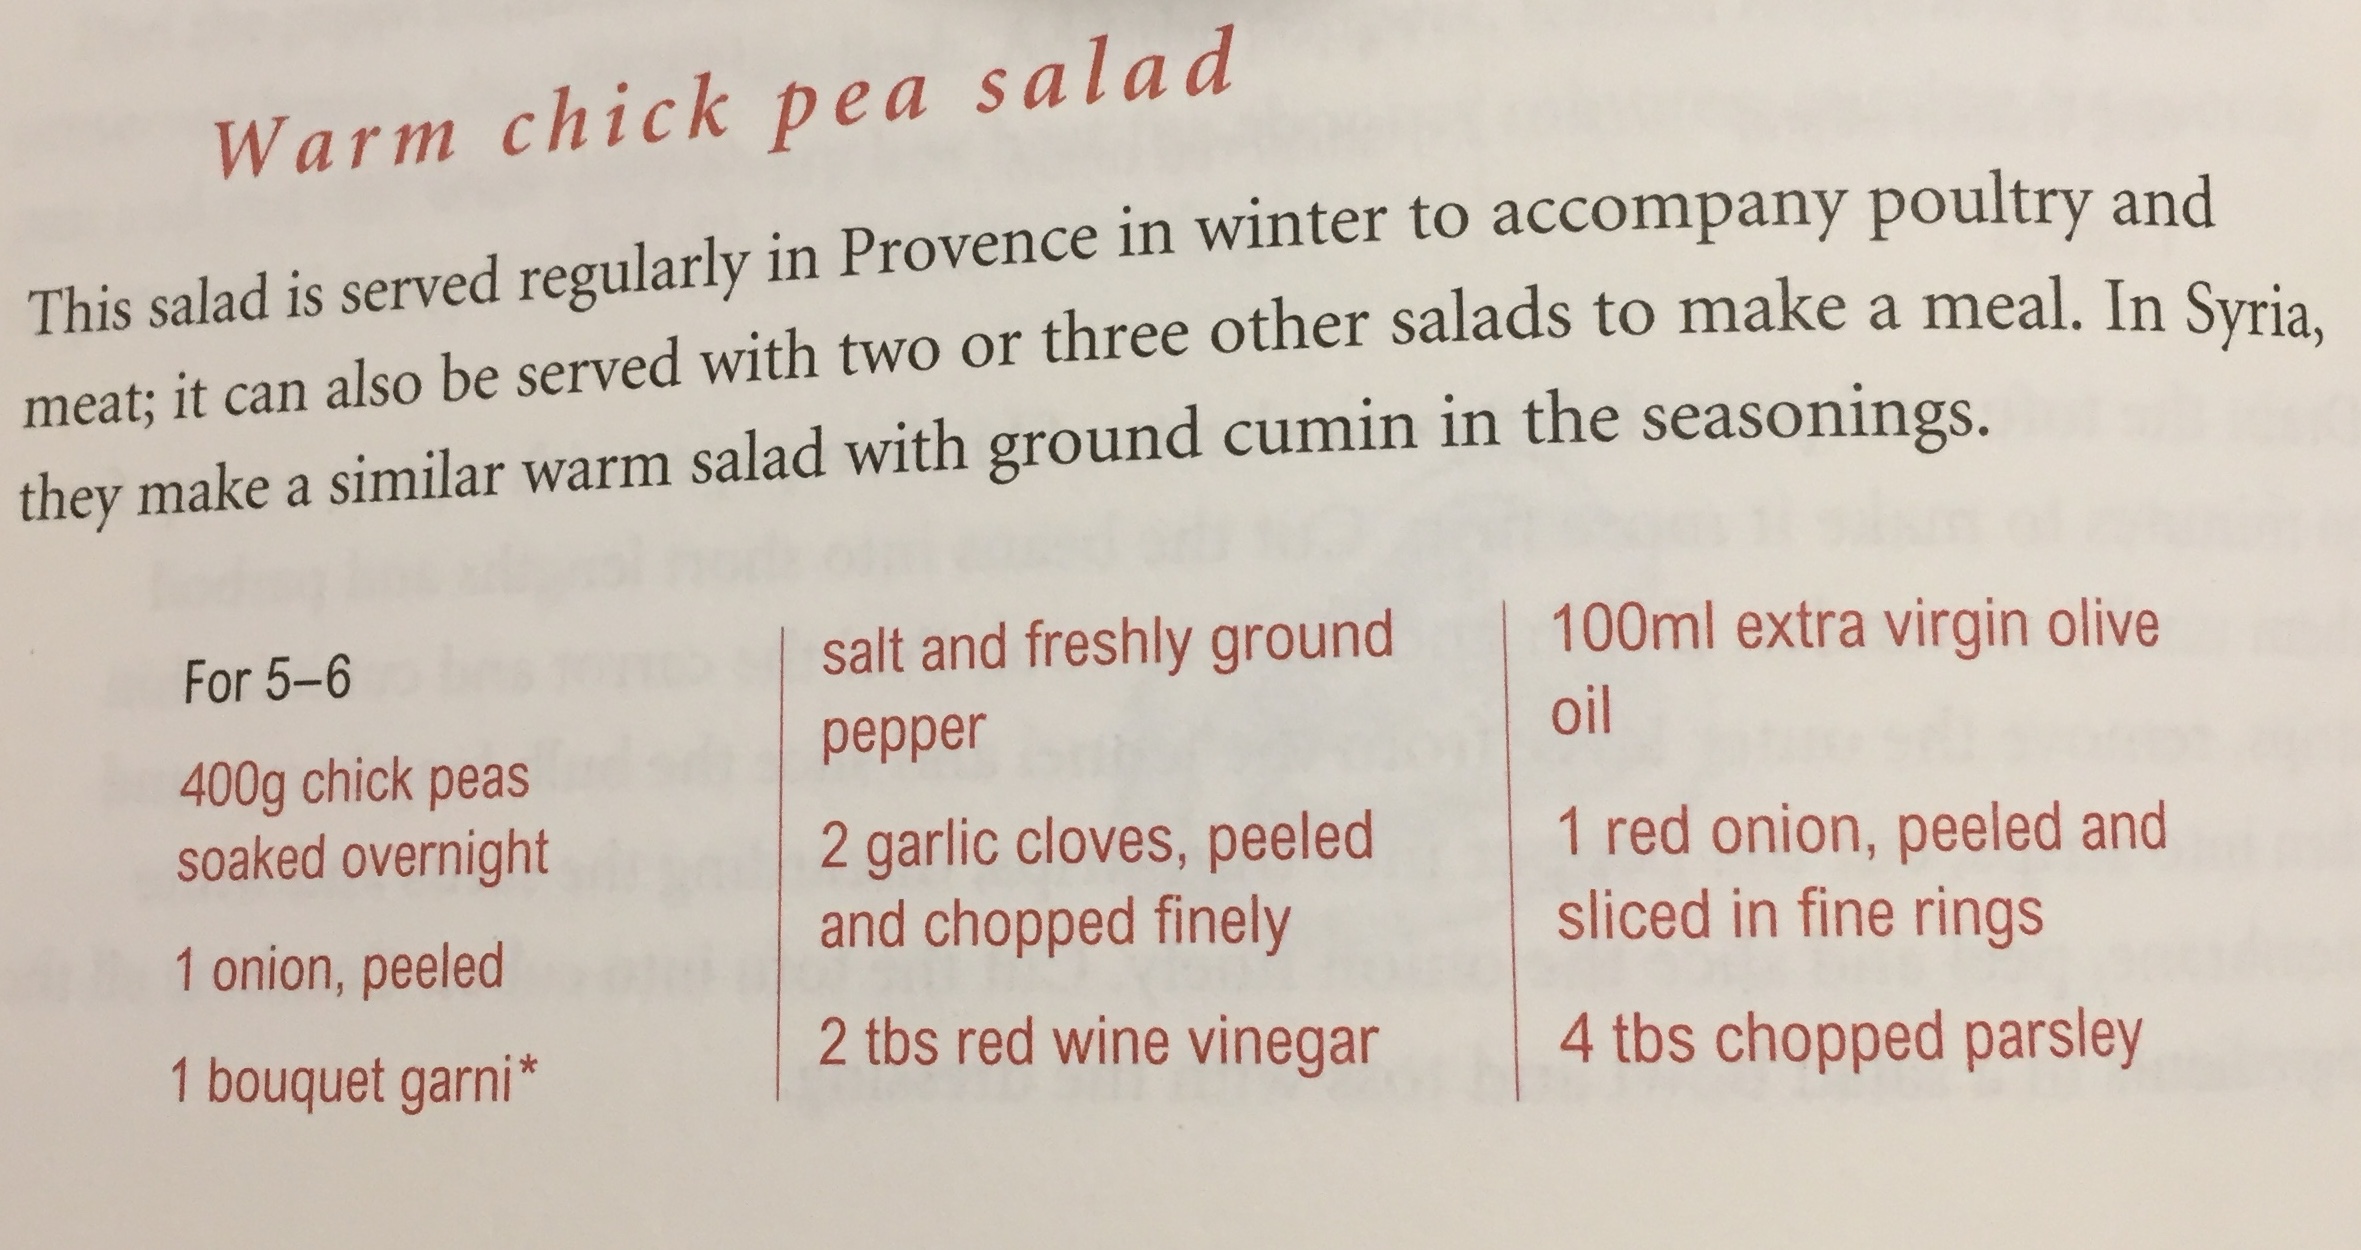 Warm chick pea salad
This salad is served regularly in Provence in winter to accompany poultry and
meat; it can also be served with two or three other salads to make a meal. In Syria,
they make a similar warm salad with ground cumin in the seasonings.
For 5–6
400g chick peas
soaked overnight
1 onion, peeled
1 bouquet garni*
salt and freshly ground
pepper
2 garlic cloves, peeled
and chopped finely
2 tbs red wine vinegar
100ml extra virgin olive
oil
1 red onion, peeled and
sliced in fine rings
4 tbs chopped parsley